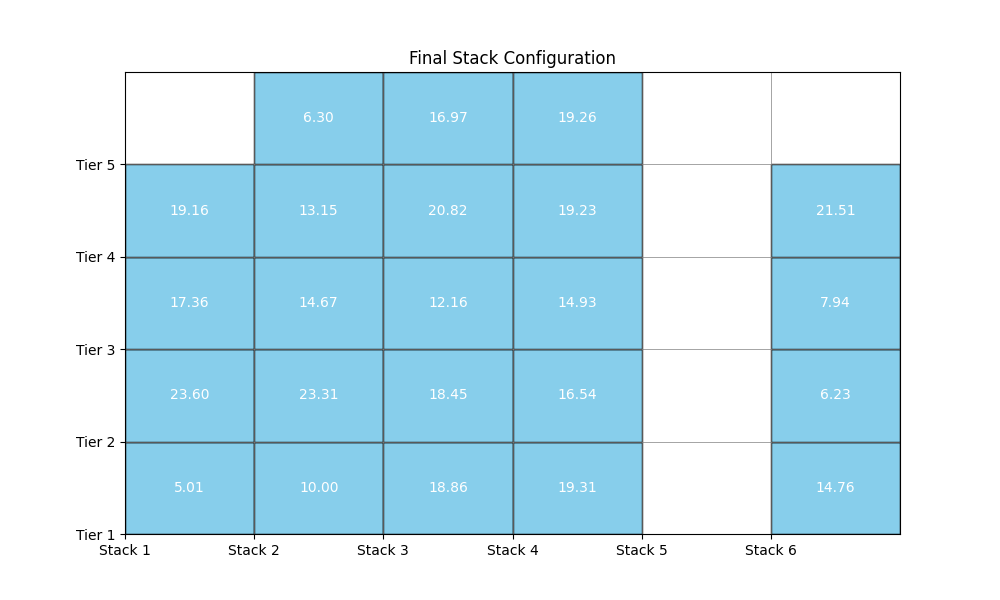 Final Stack Configuration
6.30 16.97 19.26
Tier 5
19.16 13.15 20.82 19.23 21.51
Tier 4
17.36 14.67 12.16 14.93 7.94
Tier 3
23.60 23.31 18.45 16.54 6.23
Tier 2
5.01 10.00 18.86 19.31 14.76
Tier 1
Stack 1 Stack 2 Stack 3 Stack 4 Stack 5 Stack 6